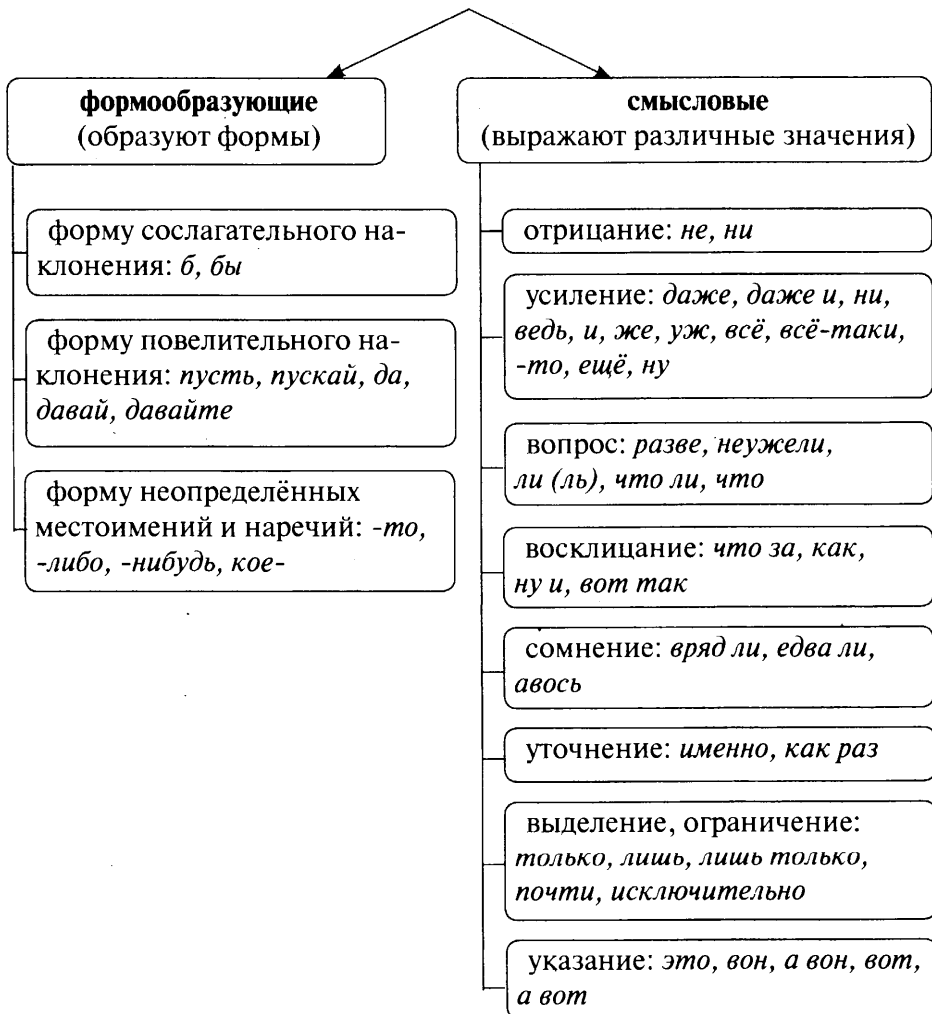 формообразующие
(образуют формы)
форму сослагательного на-
клонения: б, бы
форму повелительного на-
клонения: пусть, пускай, да,
давай, давайте
форму неопределённых
местоимений и наречий: -то,
-либо, -нибудь, кое-
смысловые
(выражают различные значения)
отрицание: не, ни
усиление: даже, даже и, ни,
ведь, и, же, уж, всё, всё-таки,
-то, ещё, ну
вопрос: разве, неужели,
ли (ль), что ли, что
восклицание: что за, как,
ну и, вот так
сомнение: вряд ли, едва ли,
авось
уточнение: именно, как раз
выделение, ограничение:
только, лишь, лишь только,
почти, исключительно
указание: это, вон, а вон, вот,
а вот